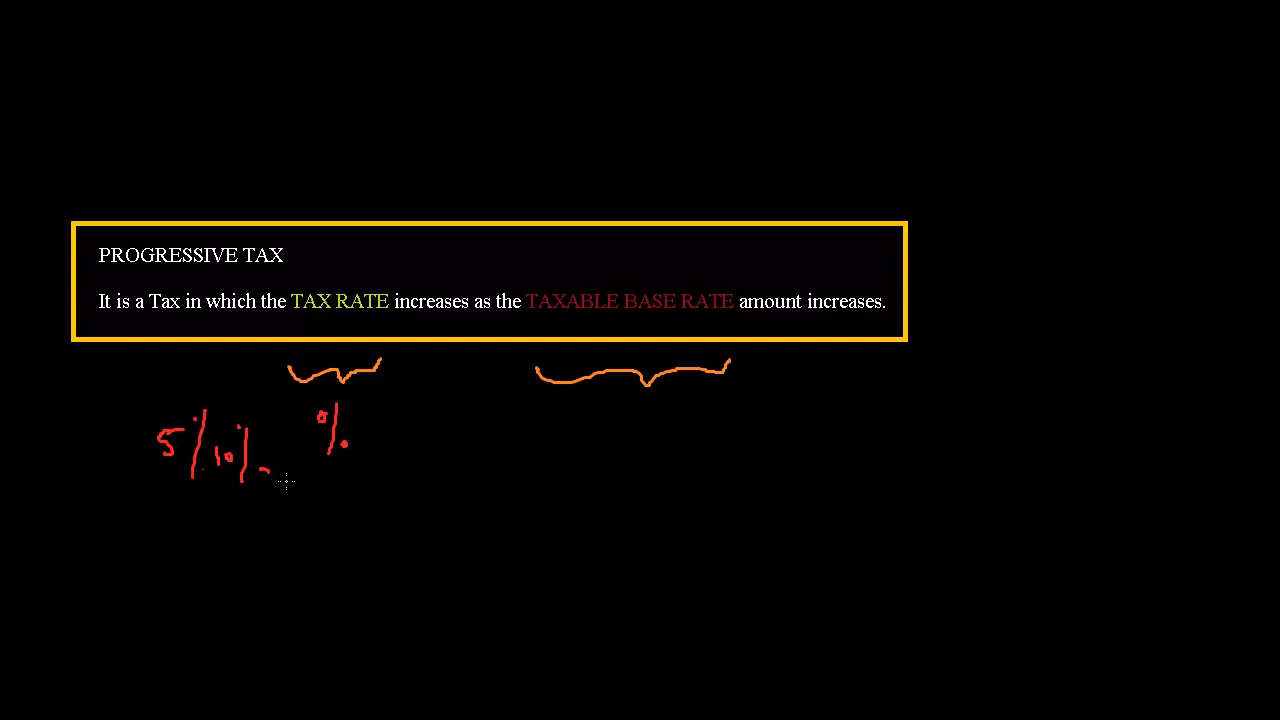 PROGRESSIVE TAX
It is a Tax in which the TAX RATE increases as the TAXABLE BASE RATE amount increases.
%
5% 10%